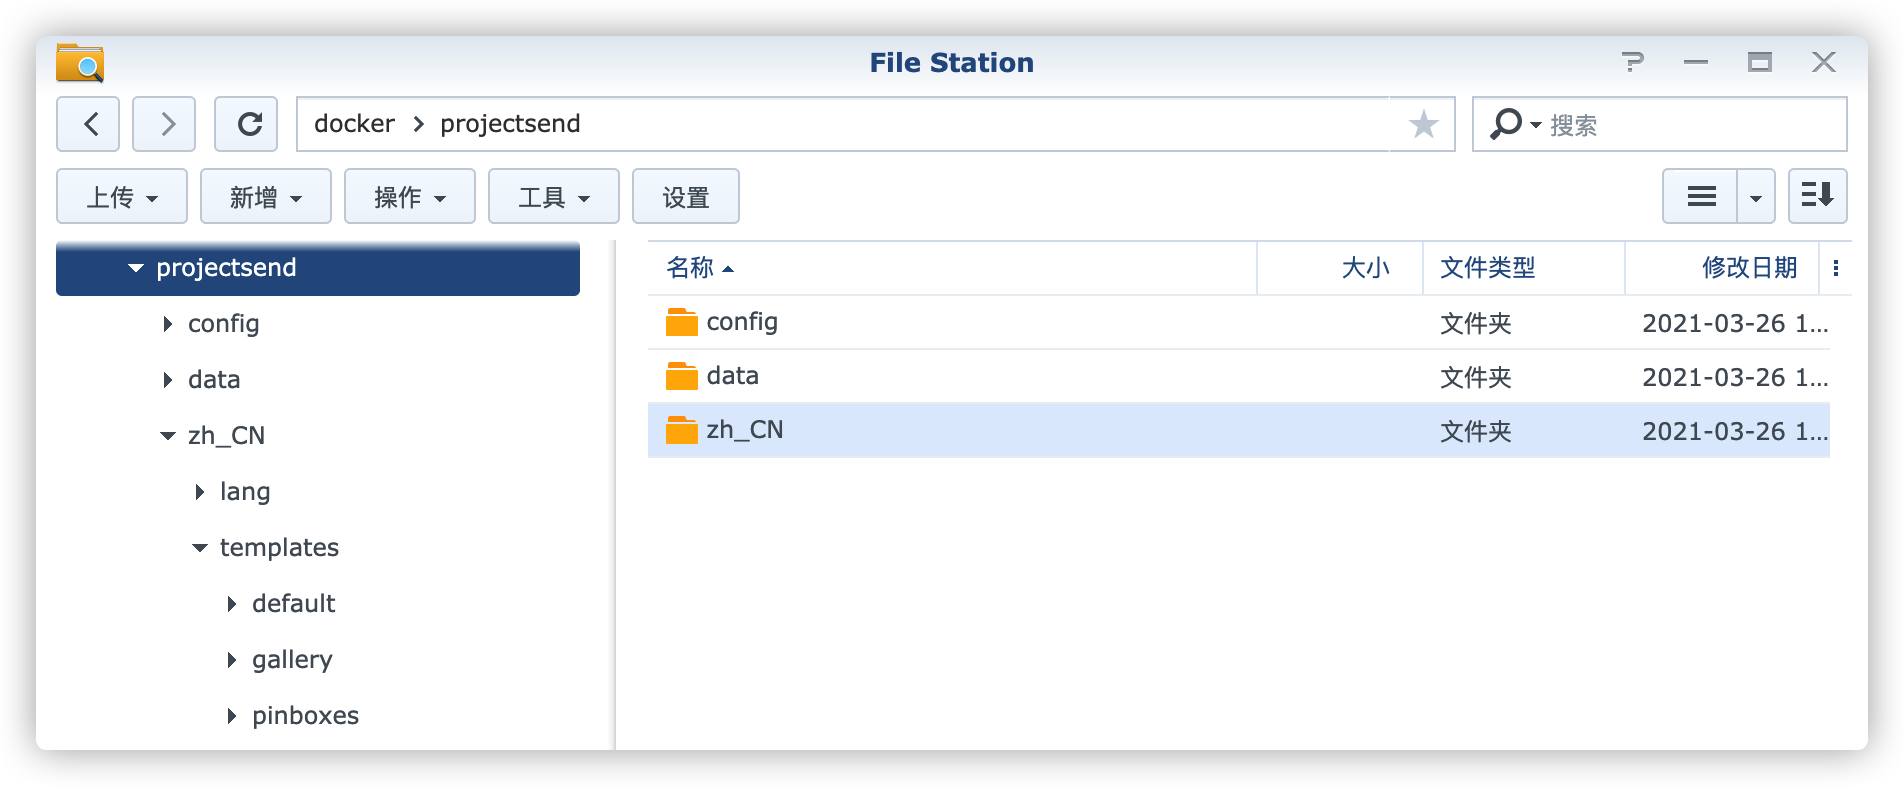 File Station
docker > projectsend
搜索
上传 新增 操作 工具 设置
projectsend
config
data
zh_CN
lang
templates
default
gallery
pinboxes
名称 大小 文件类型 修改日期
config 文件夹 2021-03-26 1...
data 文件夹 2021-03-26 1...
zh_CN 文件夹 2021-03-26 1...